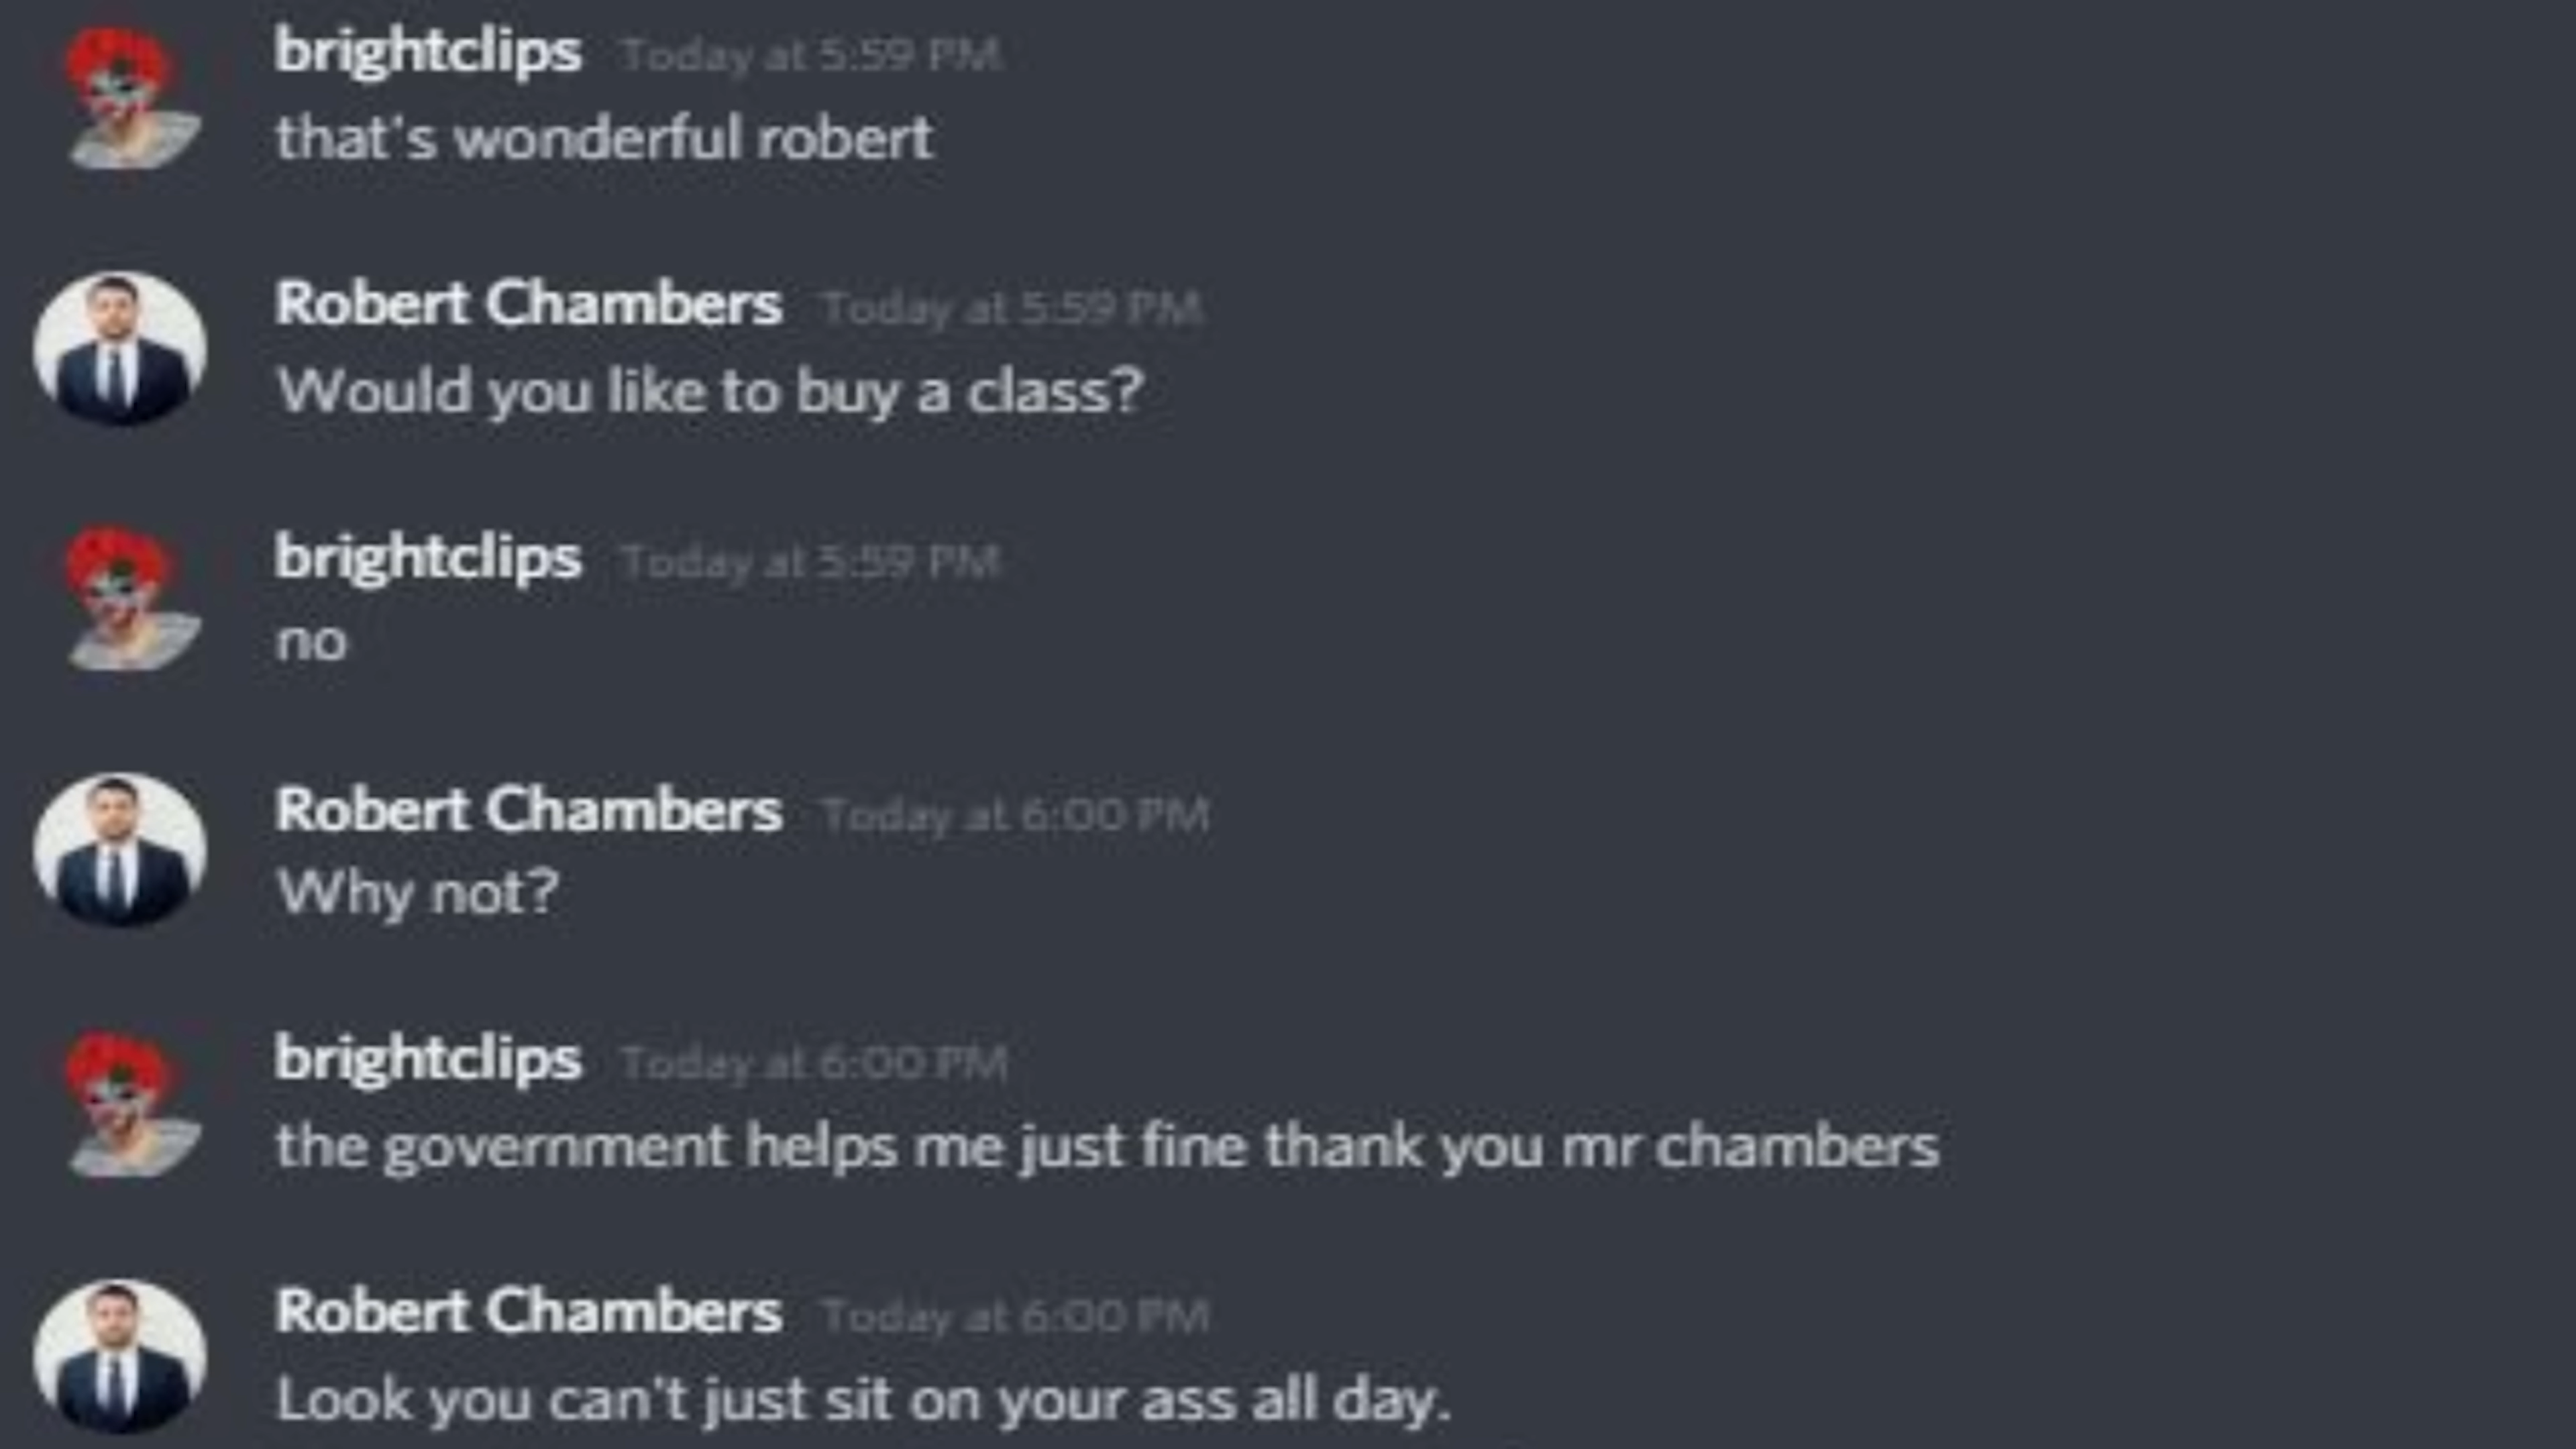 brightclips Today at 5:59 PM
that's wonderful robert
Robert Chambers Today at 5:59 PM
Would you like to buy a class?
brightclips Today at 5:59 PM
no
Robert Chambers Today at 6:00 PM
Why not?
brightclips Today at 6:00 PM
the government helps me just fine thank you mr chambers
Robert Chambers Today at 6:00 PM
Look you can't just sit on your ass all day.